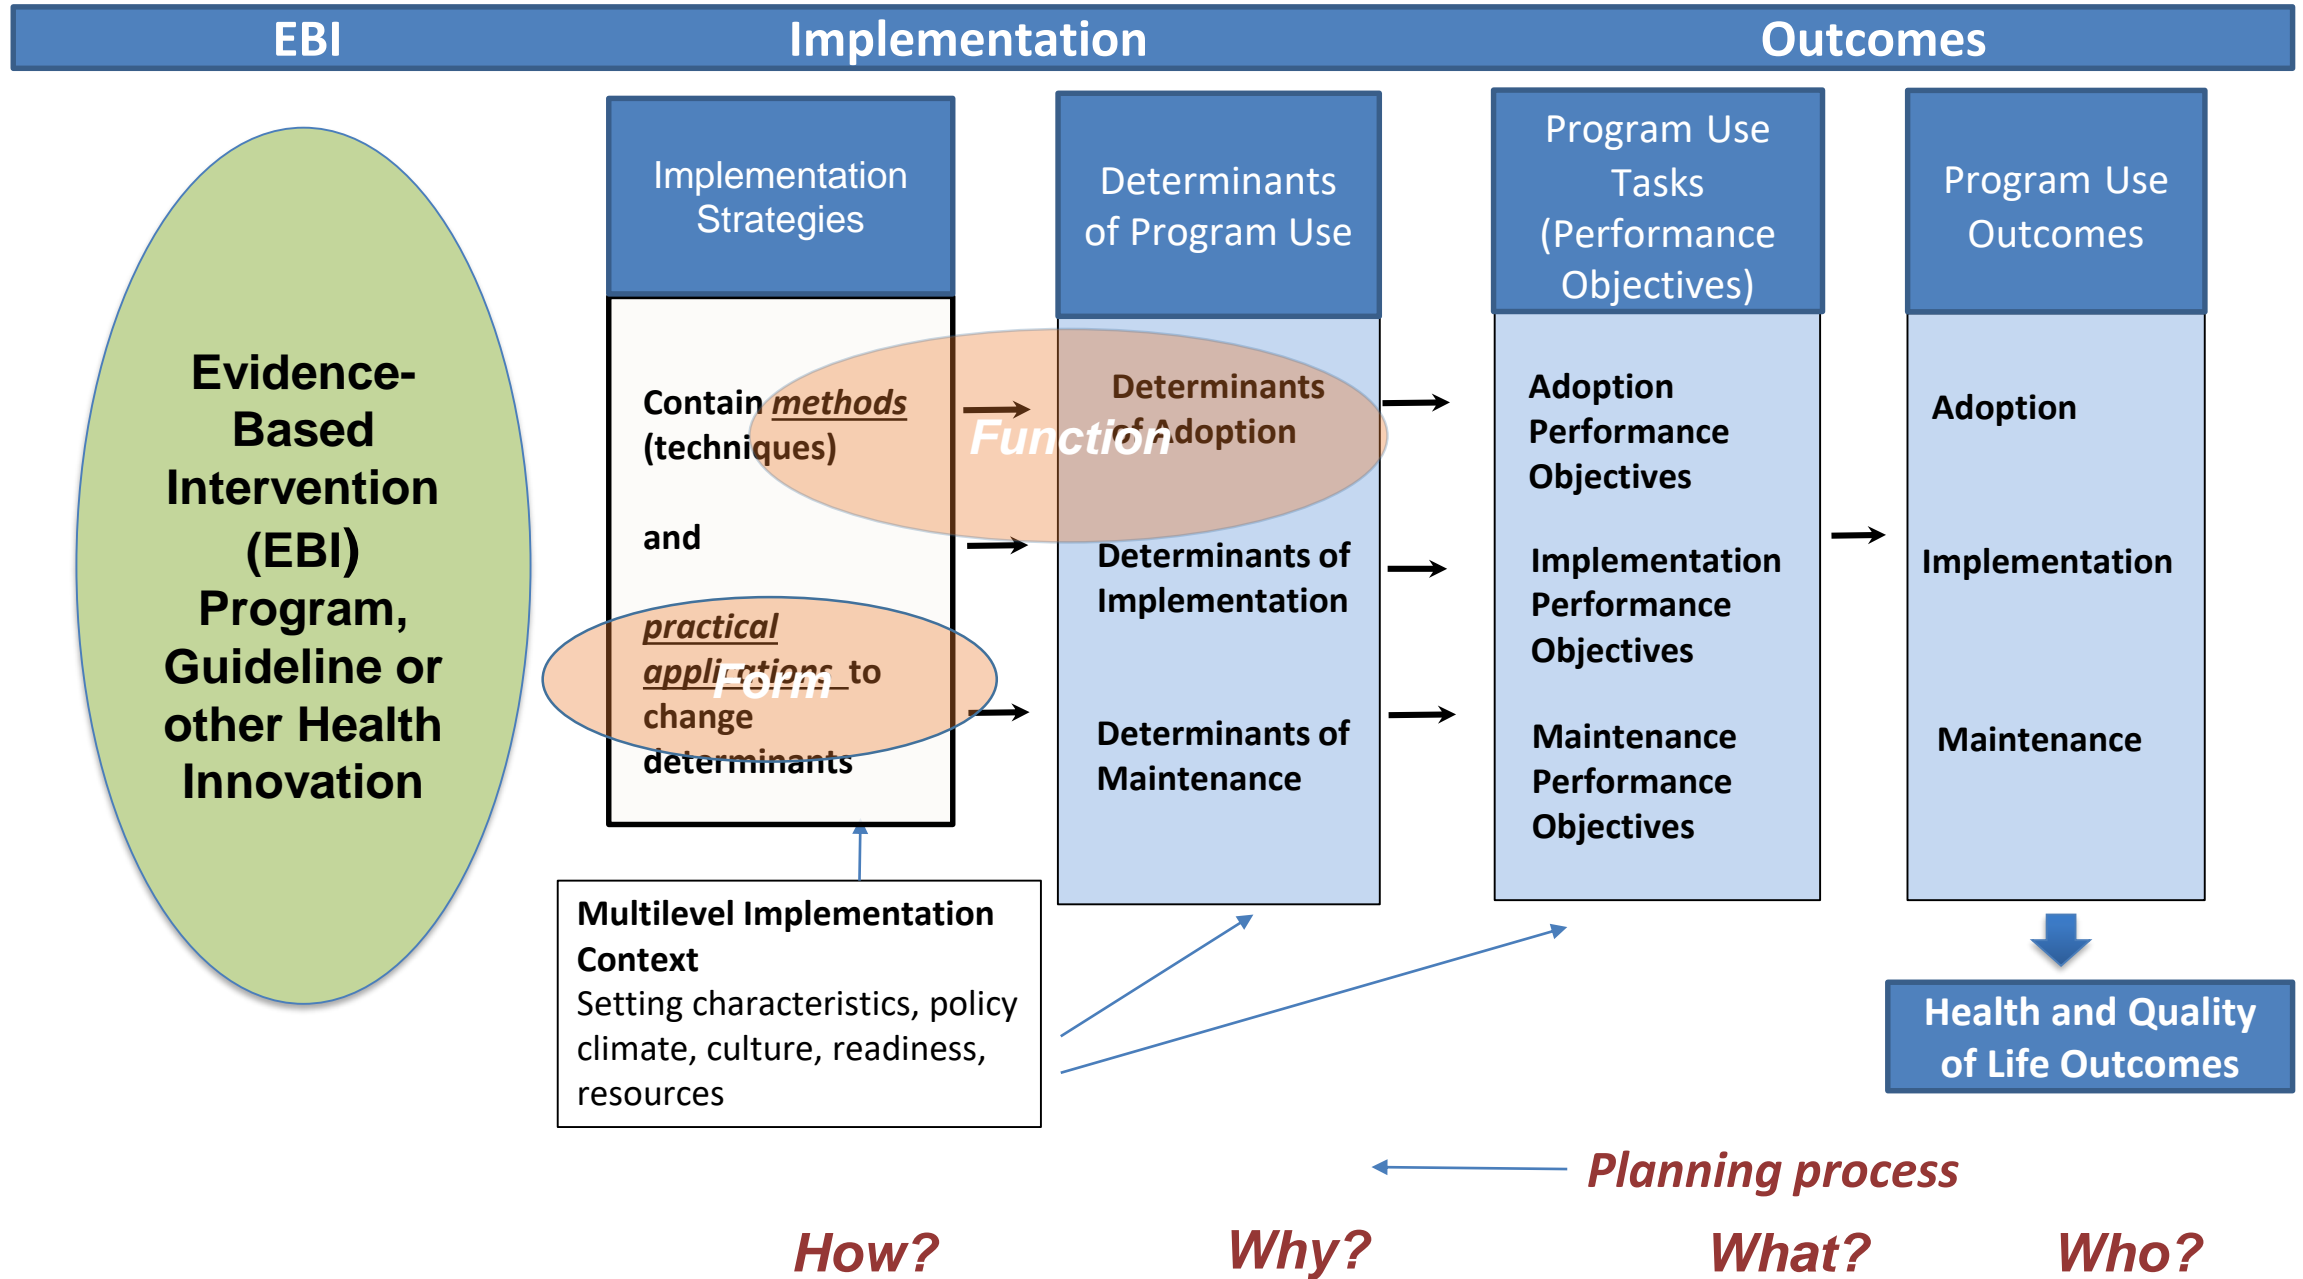 EBI
Implementation
Outcomes
Evidence-
Based
Intervention
(EBI)
Program,
Guideline or
other Health
Innovation
Implementation
Strategies
Contain methods
(techniques)
and
practical
applications to
change
determinants
Function
Form
Determinants
of Program Use
Determinants
of Adoption
Determinants of
Implementation
Determinants of
Maintenance
Program Use
Tasks
(Performance
Objectives)
Adoption
Performance
Objectives
Implementation
Performance
Objectives
Maintenance
Performance
Objectives
Program Use
Outcomes
Adoption
Implementation
Maintenance
Multilevel Implementation
Context
Setting characteristics, policy
climate, culture, readiness,
resources
Health and Quality
of Life Outcomes
Planning process
How?
Why?
What?
Who?